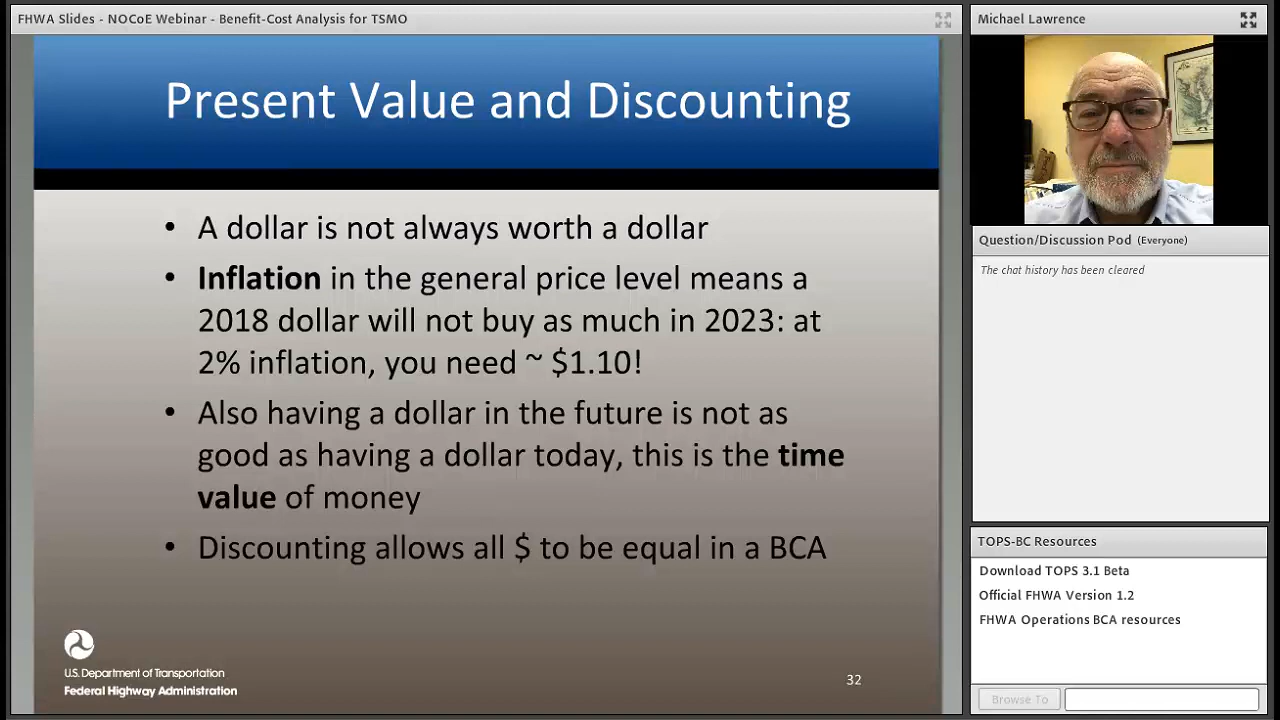 FHWA Slides - NOCoE Webinar - Benefit-Cost Analysis for TSMO
Present Value and Discounting
• A dollar is not always worth a dollar
• Inflation in the general price level means a
2018 dollar will not buy as much in 2023: at
2% inflation, you need ~ $1.10!
• Also having a dollar in the future is not as
good as having a dollar today, this is the time
value of money
• Discounting allows all $ to be equal in a BCA
U.S. Department of Transportation
Federal Highway Administration
32
Michael Lawrence
Question/Discussion Pod (Everyone)
The chat history has been cleared
TOPS-BC Resources
Download TOPS 3.1 Beta
Official FHWA Version 1.2
FHWA Operations BCA resources
Browse To